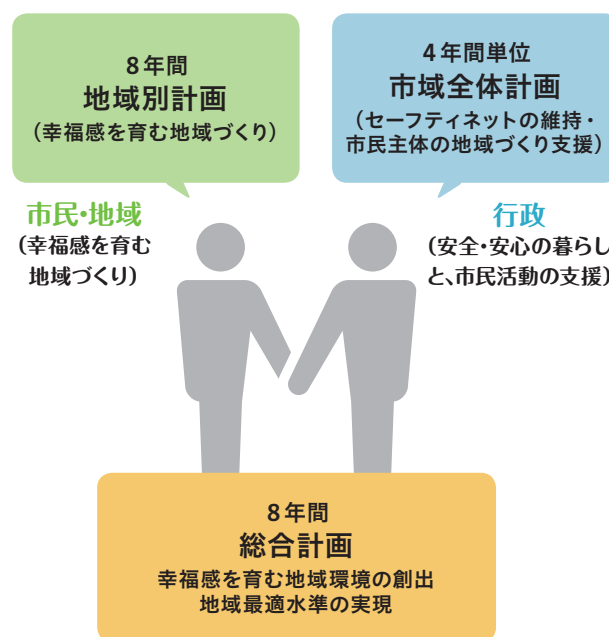 8年間
地域別計画
（幸福感を育む地域づくり）
4年間単位
市域全体計画
（セーフティネットの維持・
市民主体の地域づくり支援）
市民・地域
（幸福感を育む
地域づくり）
行政
（安全・安心の暮らし
と、市民活動の支援）
8年間
総合計画
幸福感を育む地域環境の創出
地域最適水準の実現